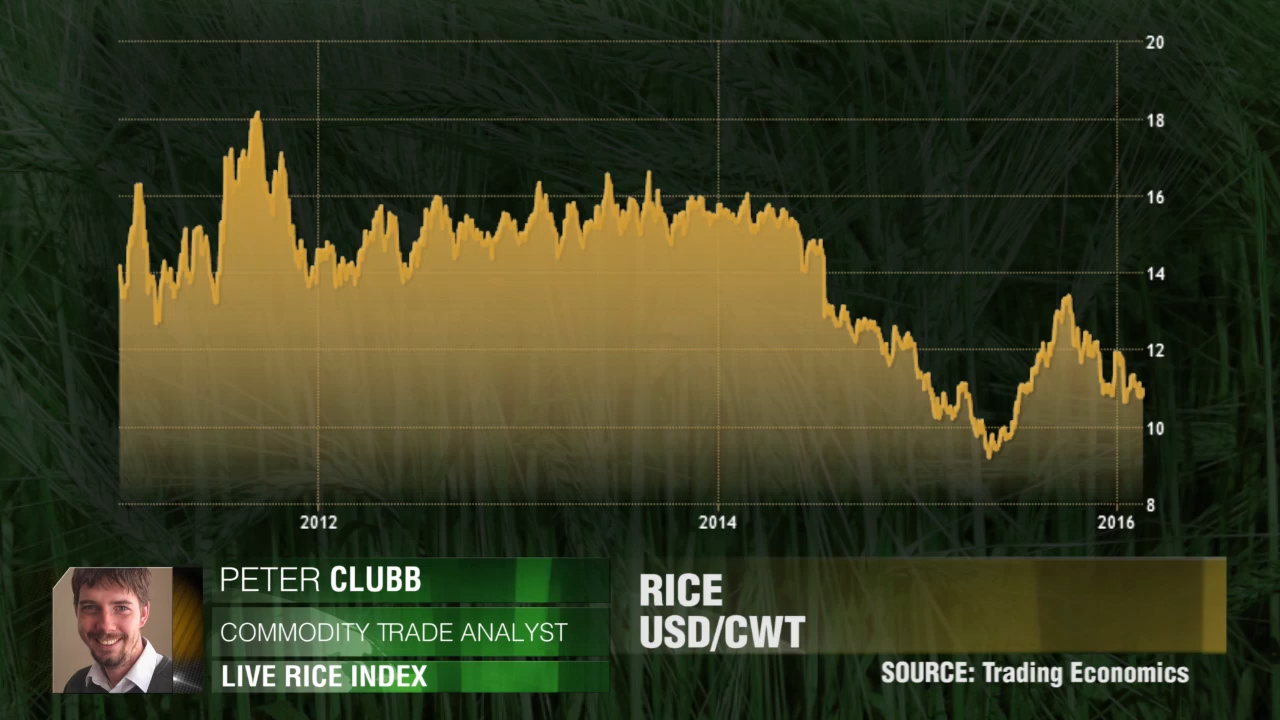 20
18
16
14
12
10
8
2012 2014 2016
PETER CLUBB
COMMODITY TRADE ANALYST
LIVE RICE INDEX
RICE
USD/CWT
SOURCE: Trading Economics